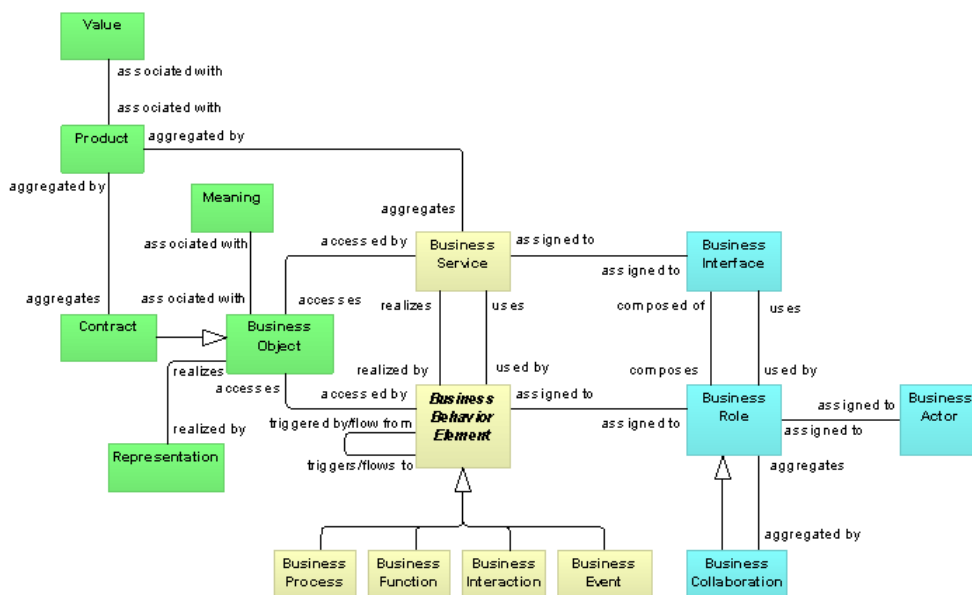 Value
associated with
associated with
Product
aggregated by
aggregated by
Meaning
aggregates
associated with
accessed by
Business
Service
assigned to
Business
Interface
assigned to
aggregates
associated with
accesses
realizes
uses
composed of
uses
Contract
Business
Object
realizes
accesses
realized by
used by
composes
used by
accessed by
Business
Behavior
Element
assigned to
Business
Role
assigned to
Business
Actor
triggered by/flow from
assigned to
assigned to
realized by
Representation
triggers/flows to
aggregates
aggregated by
Business
Process
Business
Function
Business
Interaction
Business
Event
Business
Collaboration